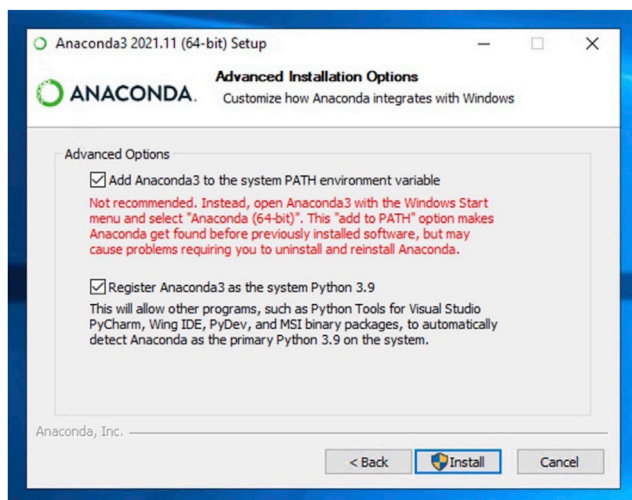 Anaconda3 2021.11 (64-bit) Setup
ANACONDA.
Advanced Installation Options
Customize how Anaconda integrates with Windows
Advanced Options
Add Anaconda3 to the system PATH environment variable
Not recommended. Instead, open Anaconda3 with the Windows Start
menu and select "Anaconda (64-bit)". This "add to PATH" option makes
Anaconda get found before previously installed software, but may
cause problems requiring you to uninstall and reinstall Anaconda.
Register Anaconda3 as the system Python 3.9
This will allow other programs, such as Python Tools for Visual Studio
PyCharm, Wing IDE, PyDev, and MSI binary packages, to automatically
detect Anaconda as the primary Python 3.9 on the system.
Anaconda, Inc.
< Back Install Cancel